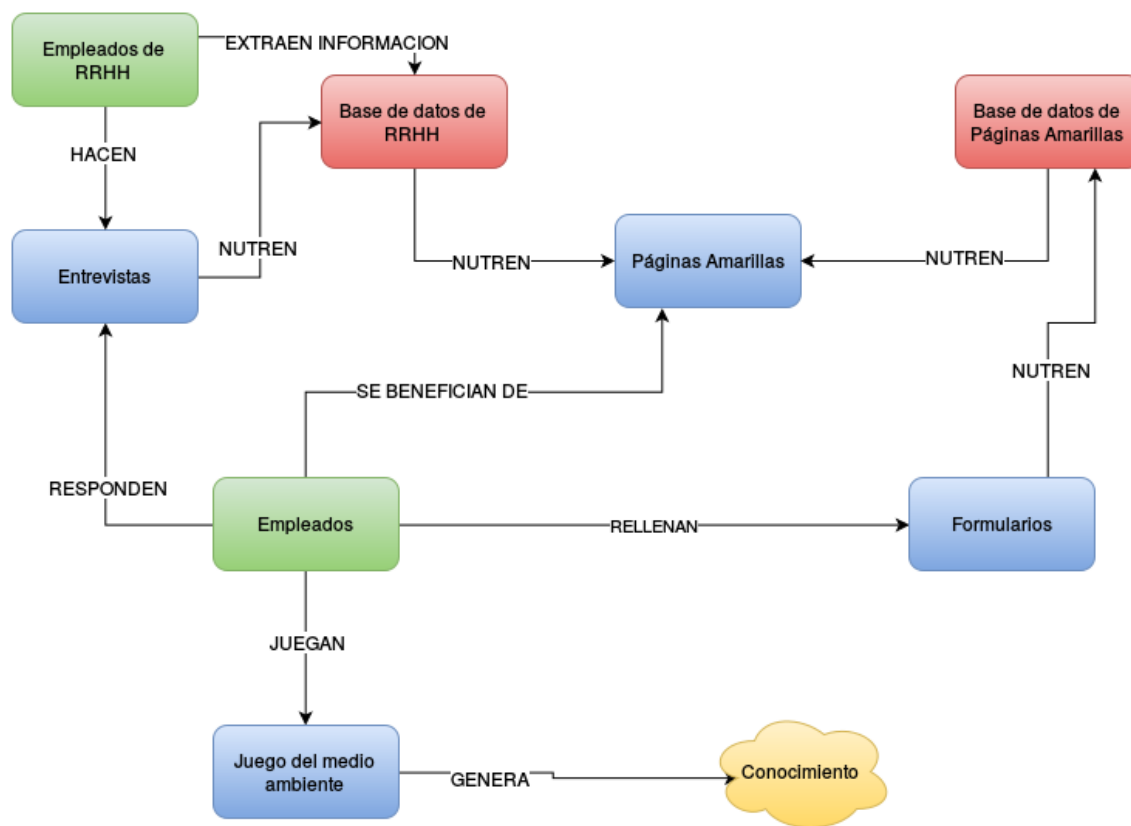 Empleados de
RRHH
EXTRAEN INFORMACION
Base de datos de
RRHH
Base de datos de
Páginas Amarillas
HACEN
Entrevistas
NUTREN
NUTREN
Páginas Amarillas
NUTREN
NUTREN
SE BENEFICIAN DE
RESPONDEN
Empleados
RELLENAN
Formularios
JUEGAN
Juego del medio
ambiente
GENERA
Conocimiento